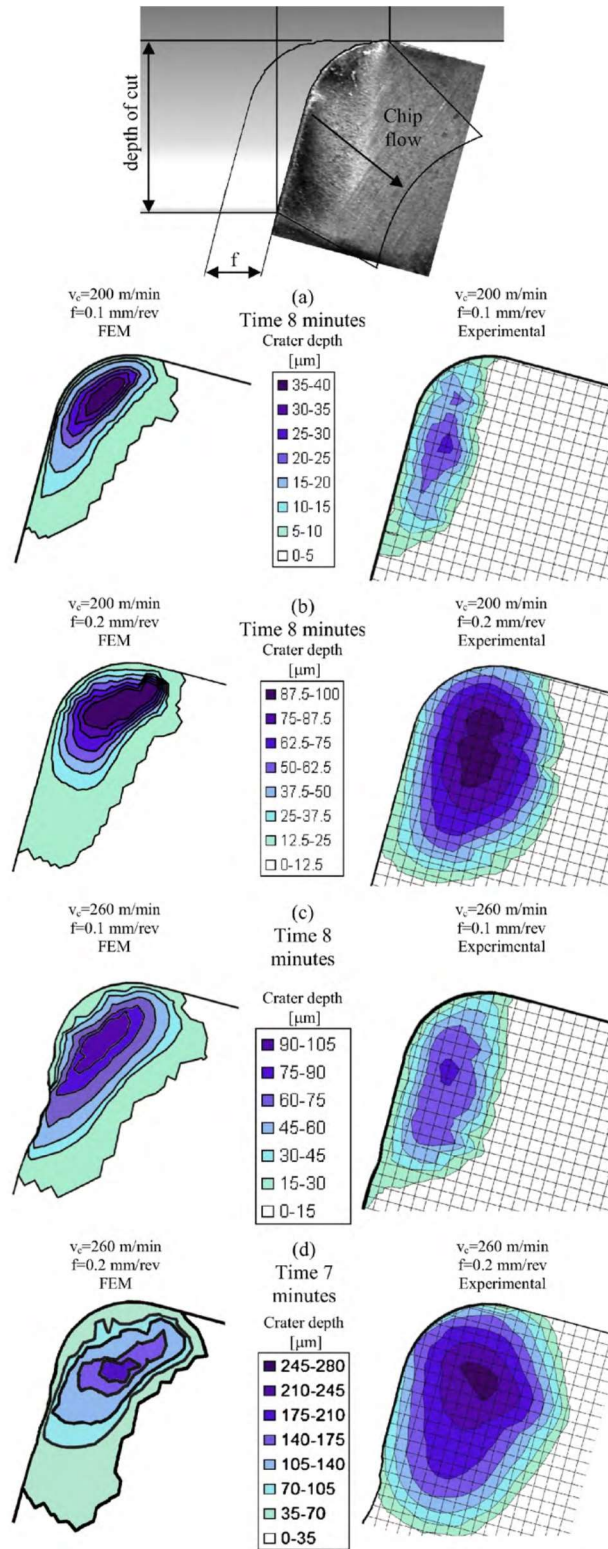 depth of cut
Chip
flow
f
(a)
v_c=200 m/min
f=0.1 mm/rev
FEM
Time 8 minutes
Crater depth
[µm]
35-40
30-35
25-30
20-25
15-20
10-15
5-10
0-5
v_c=200 m/min
f=0.1 mm/rev
Experimental
(b)
v_c=200 m/min
f=0.2 mm/rev
FEM
Time 8 minutes
Crater depth
[µm]
87.5-100
75-87.5
62.5-75
50-62.5
37.5-50
25-37.5
12.5-25
0-12.5
v_c=200 m/min
f=0.2 mm/rev
Experimental
(c)
v_c=260 m/min
f=0.1 mm/rev
FEM
Time 8
minutes
Crater depth
[µm]
90-105
75-90
60-75
45-60
30-45
15-30
0-15
v_c=260 m/min
f=0.1 mm/rev
Experimental
(d)
v_c=260 m/min
f=0.2 mm/rev
FEM
Time 7
minutes
Crater depth
[µm]
245-280
210-245
175-210
140-175
105-140
70-105
35-70
0-35
v_c=260 m/min
f=0.2 mm/rev
Experimental